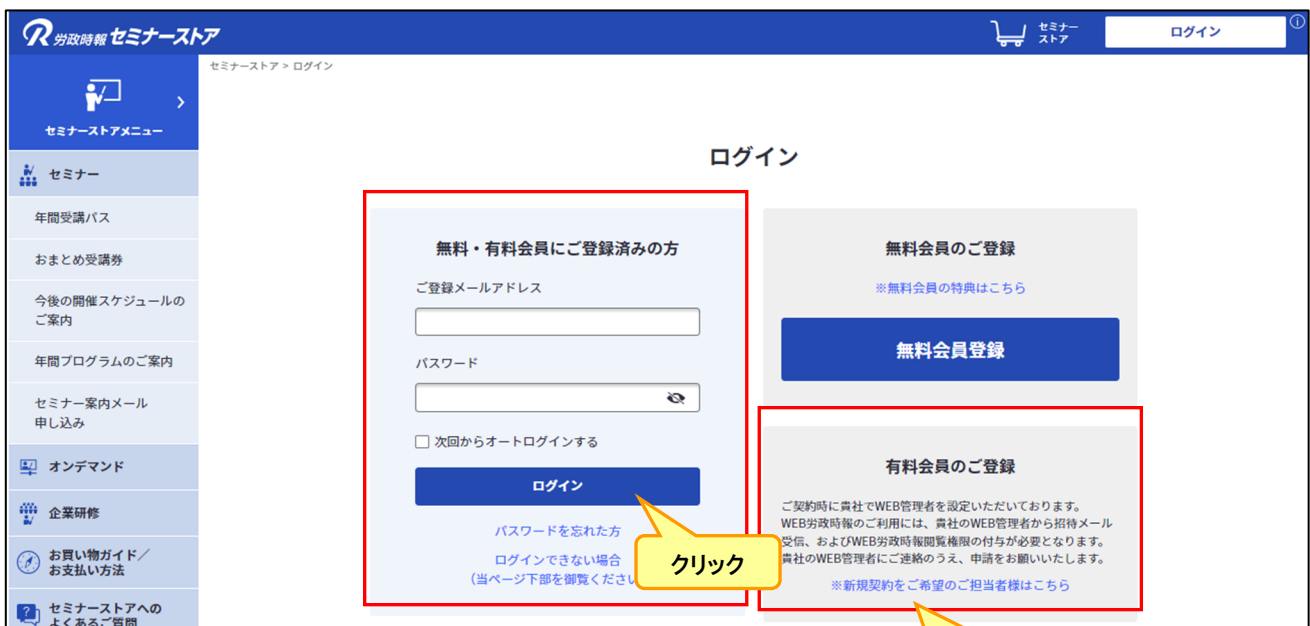 労政時報 セミナーストア
セミナー
ストア
ログイン
セミナーストア > ログイン
セミナーストアメニュー
セミナー
年間受講パス
おまとめ受講券
今後の開催スケジュールの
ご案内
年間プログラムのご案内
セミナー案内メール
申し込み
オンデマンド
企業研修
お買い物ガイド／
お支払い方法
セミナーストアへの
よくあるご質問
ログイン
無料・有料会員にご登録済みの方
ご登録メールアドレス
パスワード
次回からオートログインする
ログイン
パスワードを忘れた方
ログインできない場合
（当ページ下部を御覧ください
クリック
無料会員のご登録
※無料会員の特典はこちら
無料会員登録
有料会員のご登録
ご契約時に貴社でWEB管理者を設定いただいております。
WEB労政時報のご利用には、貴社のWEB管理者から招待メール
受信、およびWEB労政時報閲覧権限の付与が必要となります。
貴社のWEB管理者にご連絡のうえ、申請をお願いいたします。
※新規契約をご希望のご担当者様はこちら